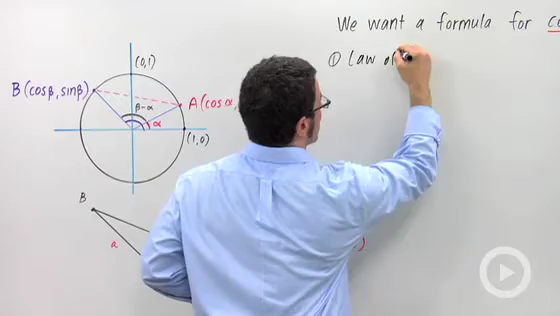 We want a formula for
① Law of
(0,1)
B(cosβ, sinβ)
A(cosα,
β-α
α
(1,0)
B
a